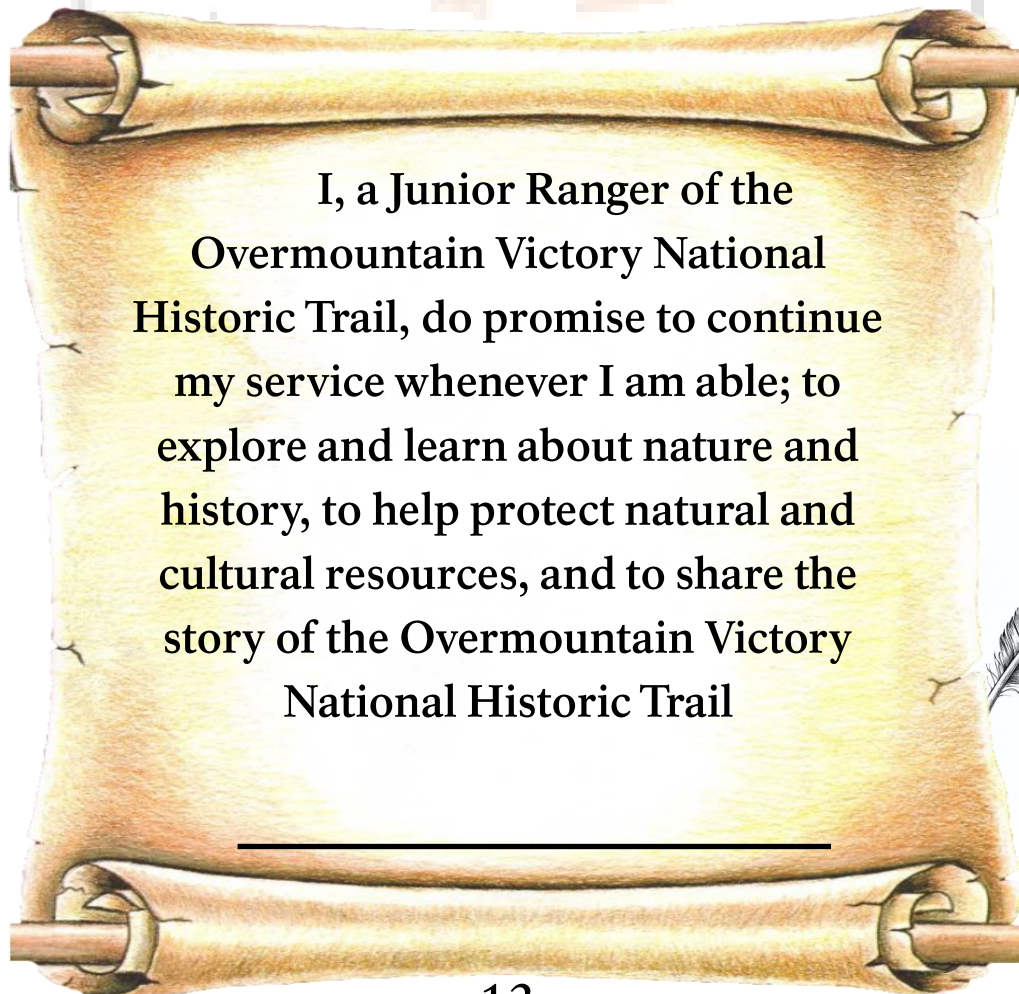 I, a Junior Ranger of the
Overmountain Victory National
Historic Trail, do promise to continue
my service whenever I am able; to
explore and learn about nature and
history, to help protect natural and
cultural resources, and to share the
story of the Overmountain Victory
National Historic Trail